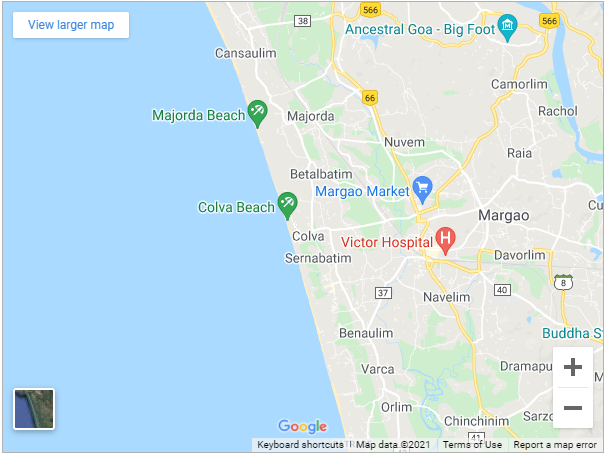 View larger map
566
38
Ancestral Goa - Big Foot
566
Cansaulim
Camorlim
66
Rachol
Majorda Beach
Majorda
Nuvem
Raia
Betalbatim
Margao Market
Colva Beach
Margao
Colva
Victor Hospital
H
Sernabatim
Davorlim
8
37
40
Navelim
Benaulim
Buddha St
Dramapu
Varca
Orlim
Chinchinim
Sarzo
Google
41
Keyboard shortcuts
Map data ©2021
Terms of Use
Report a map error